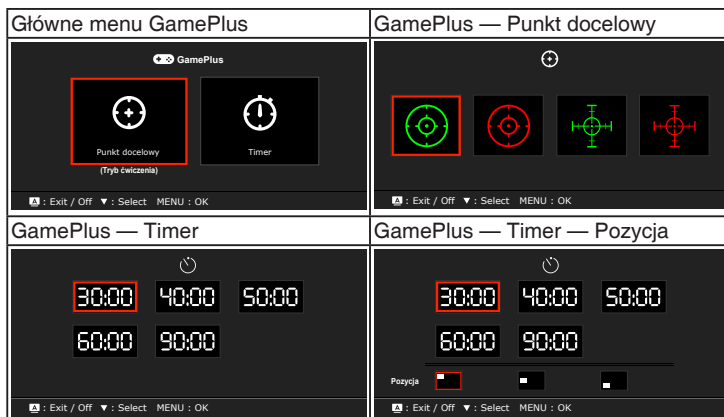 Główne menu GamePlus
GamePlus — Punkt docelowy
GamePlus
Punkt docelowy
Timer
(Tryb ćwiczenia)
A : Exit / Off ▼ : Select MENU : OK
A : Exit / Off ▼ : Select MENU : OK
GamePlus — Timer
GamePlus — Timer — Pozycja
30:00 40:00 50:00
60:00 90:00
A : Exit / Off ▼ : Select MENU : OK
30:00 40:00 50:00
60:00 90:00
Pozycja
A : Exit / Off ▼ : Select MENU : OK